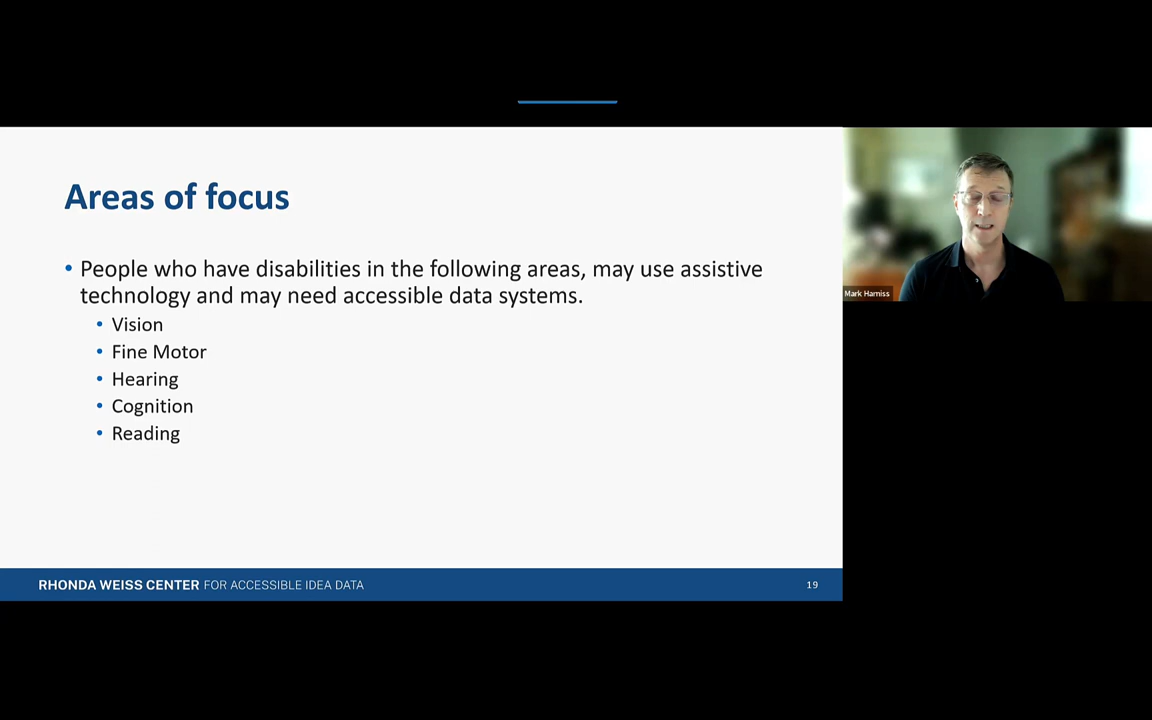 Areas of focus
• People who have disabilities in the following areas, may use assistive
technology and may need accessible data systems.
• Vision
• Fine Motor
• Hearing
• Cognition
• Reading
Mark Harniss
RHONDA WEISS CENTER FOR ACCESSIBLE IDEA DATA
19